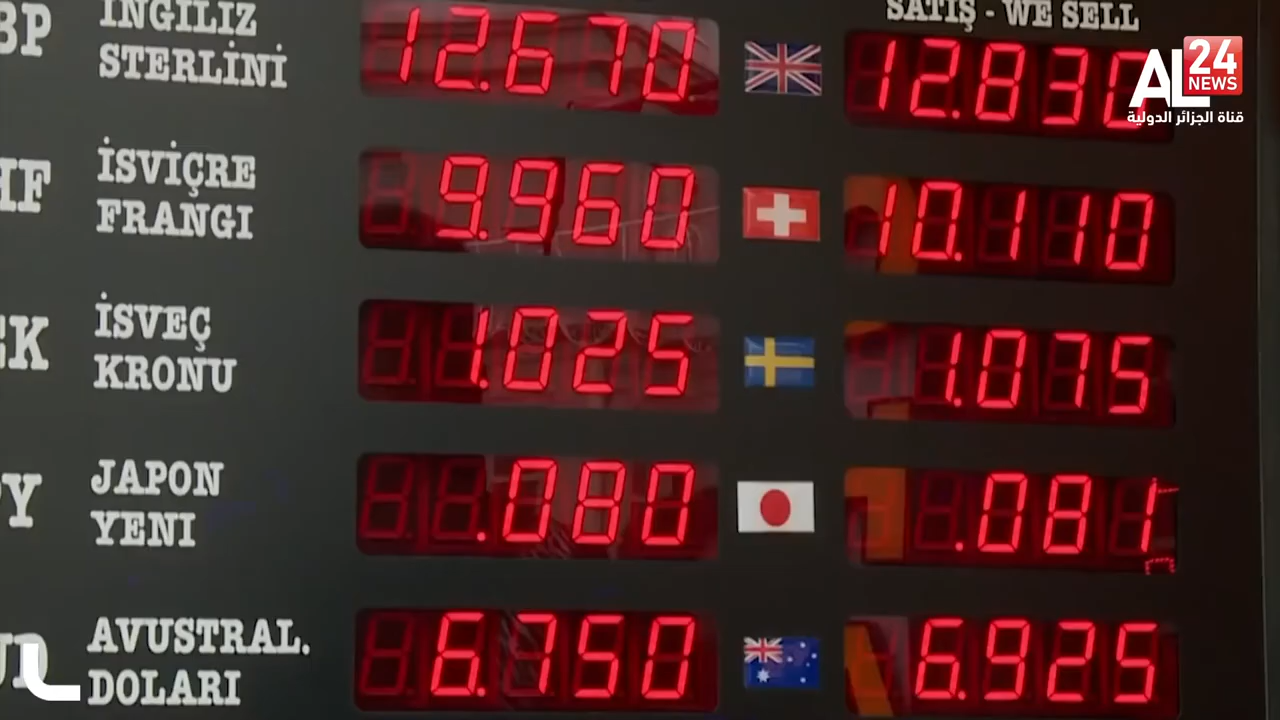 SATIŞ - WE SELL
BP İNGİLİZ STERLİNİ 12.670 12.830
AL 24 NEWS
قناة الجزائر الدولية
HF İSVİÇRE FRANGI 9.960 10.110
EK İSVEÇ KRONU 1.025 1.075
PY JAPON YENI .080 .081
UD AVUSTRAL. DOLARI 6.750 6.925